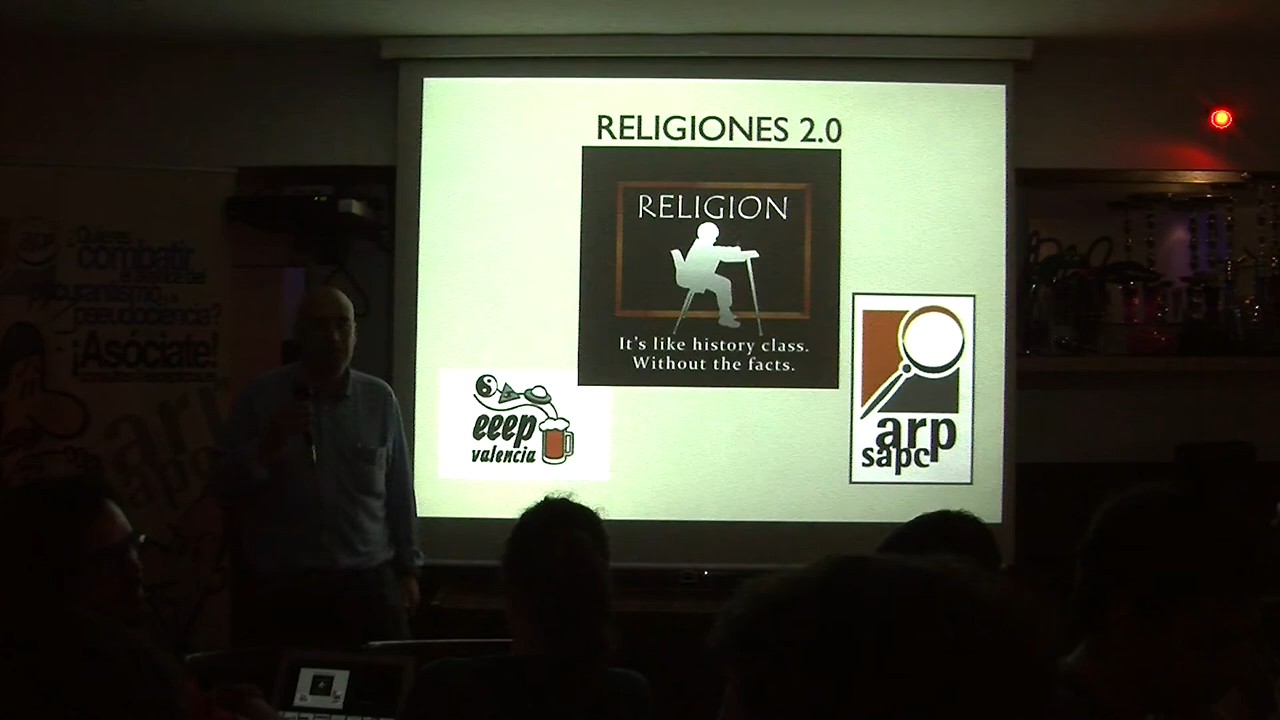 RELIGIONES 2.0
RELIGION
It's like history class.
Without the facts.
eeep
valencia
arp
sapc
¿Quieres
combatir
pseudociencia?
¡Asóciate!
arp